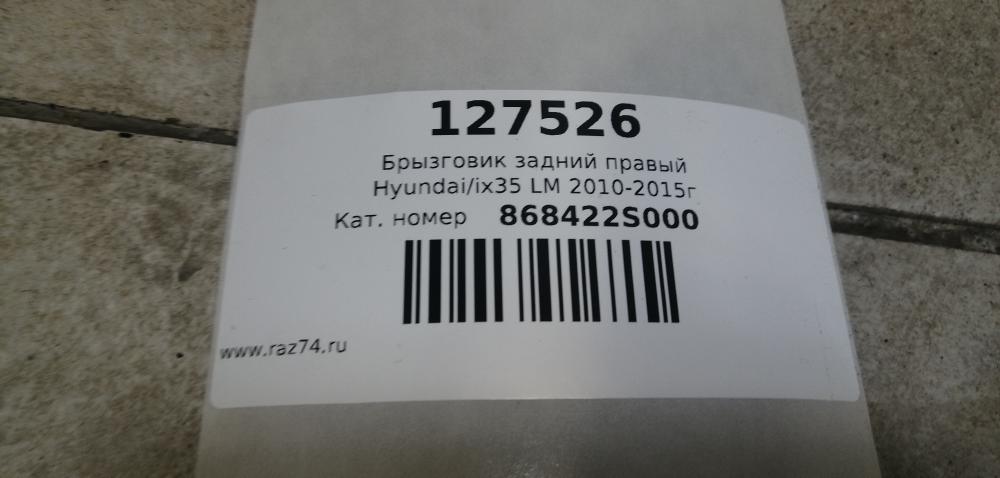 127526
Брызговик задний правый
Hyundai/ix35 LM 2010-2015г
Кат. номер 868422S000
www.raz74.ru